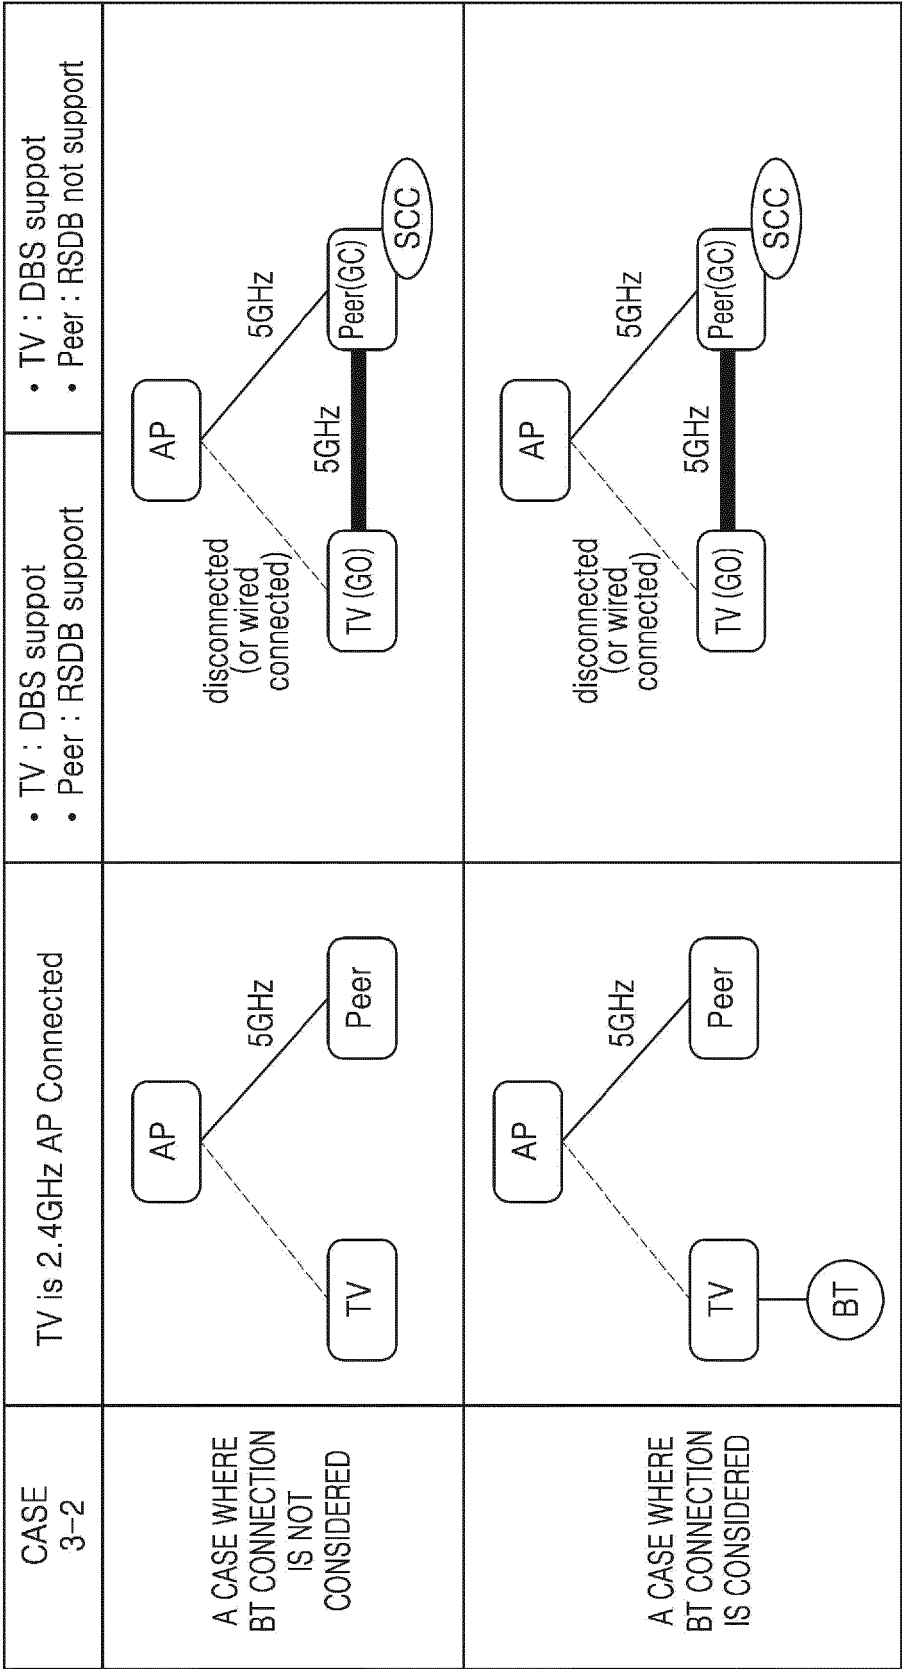 CASE
3-2
TV is 2.4GHz AP Connected
• TV : DBS suppot
• Peer : RSDB support
• TV : DBS suppot
• Peer : RSDB not support
A CASE WHERE
BT CONNECTION
IS NOT
CONSIDERED
AP
5GHz
TV
Peer
AP
disconnected
(or wired
connected)
5GHz
5GHz
TV (GO)
Peer(GC)
SCC
A CASE WHERE
BT CONNECTION
IS CONSIDERED
AP
5GHz
TV
Peer
BT
AP
disconnected
(or wired
connected)
5GHz
5GHz
TV (GO)
Peer(GC)
SCC